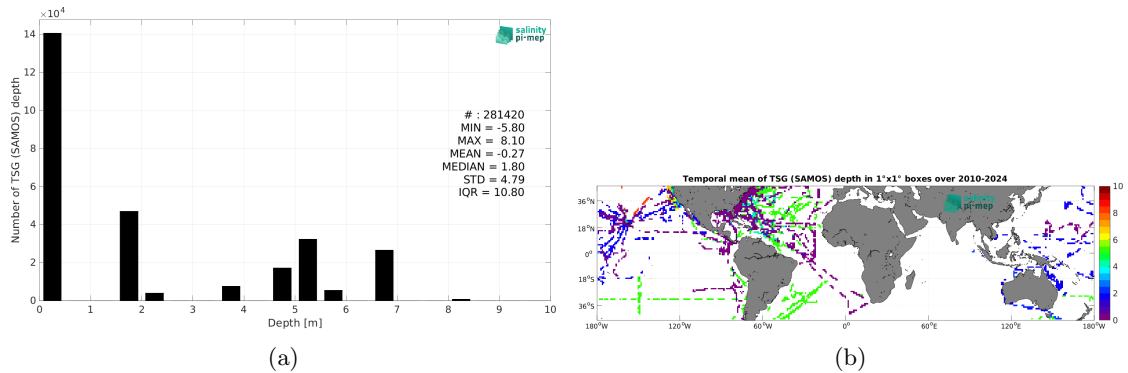 ×10⁴
14
12
10
8
6
4
2
0
Number of TSG (SAMOS) depth
0 1 2 3 4 5 6 7 8 9 10
Depth [m]
salinity
pi-mep
# : 281420
MIN = -5.80
MAX = 8.10
MEAN = -0.27
MEDIAN = 1.80
STD = 4.79
IQR = 10.80
(a)
Temporal mean of TSG (SAMOS) depth in 1°x1° boxes over 2010-2024
salinity
pi-mep
36°N
18°N
0°
18°S
36°S
180°W 120°W 60°W 0° 60°E 120°E 180°W
10
8
6
4
2
0
(b)